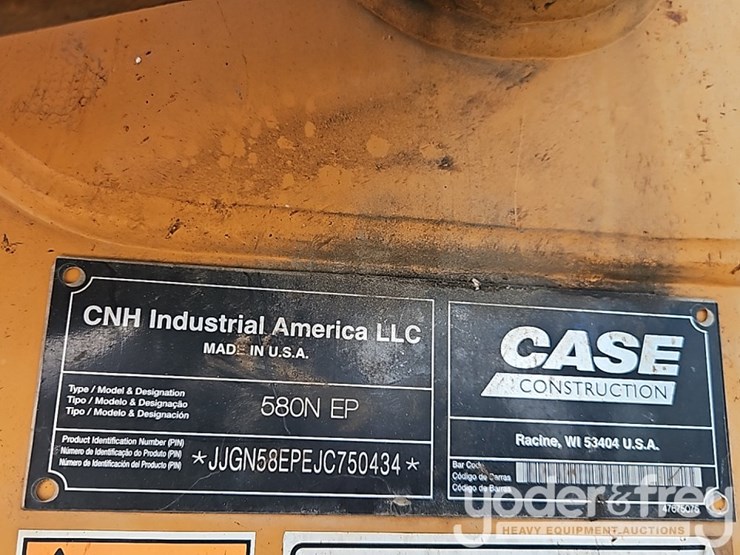 CNH Industrial America LLC
MADE IN U.S.A.
Type / Model & Designation
Tipo / Modelo & Designação
Tipo / Modelo & Designación
580N EP
Product Identification Number (PIN)
Número de Identificação do Produto (PIN)
Número de Identificación del Producto (PIN)
*JJGN58EPEJC750434*
CASE
CONSTRUCTION
Racine, WI 53404 U.S.A.
Bar Code
Código de Barras
Código de Barras
47675075
yoder&frey
HEAVY EQUIPMENT AUCTIONS